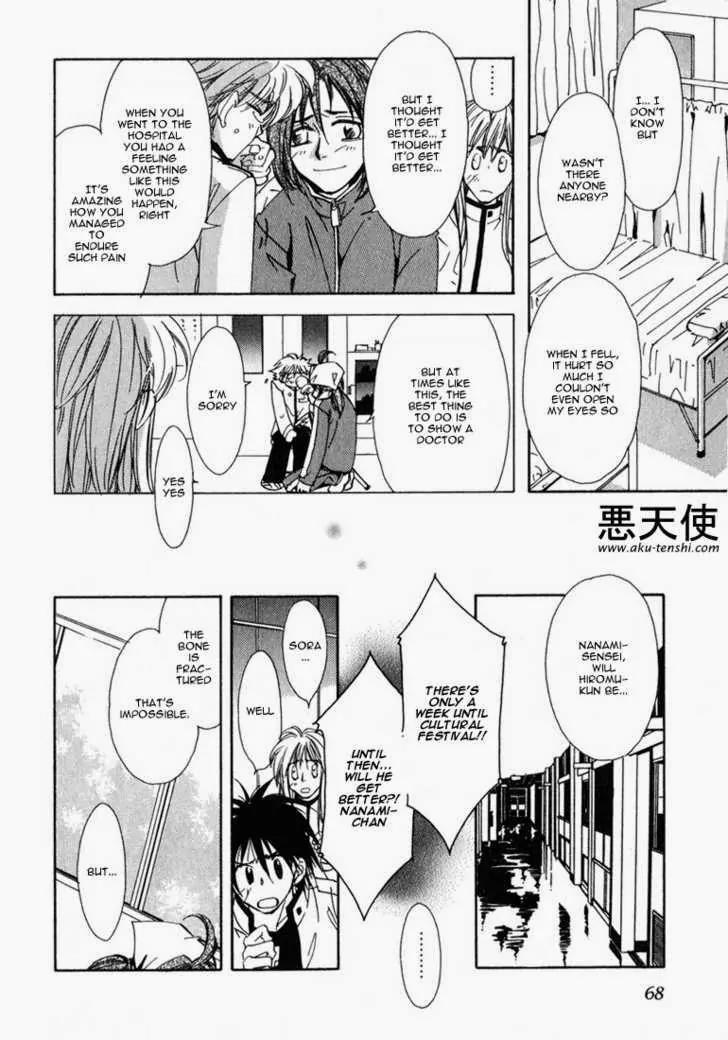 I... I
DON'T
KNOW
BUT
WASN'T
THERE
ANYONE
NEARBY?
WHEN I FELL,
IT HURT SO
MUCH I
COULDN'T
EVEN OPEN
MY EYES SO
......
BUT I
THOUGHT
IT'D GET
BETTER... I
THOUGHT
IT'D GET
BETTER...
WHEN YOU
WENT TO THE
HOSPITAL
YOU HAD A
FEELING
SOMETHING
LIKE THIS
WOULD
HAPPEN,
RIGHT
IT'S
AMAZING
HOW YOU
MANAGED
TO
ENDURE
SUCH PAIN
BUT AT
TIMES LIKE
THIS, THE
BEST THING
TO DO IS
TO SHOW A
DOCTOR
I'M
SORRY
YES
YES
悪天使
www.aku-tenshi.com
NANAMI-
SENSEI,
WILL
HIROMU-
KUN BE...
THERE'S
ONLY A
WEEK UNTIL
CULTURAL
FESTIVAL!!
UNTIL
THEN...
WILL HE
GET
BETTER?!
NANAMI-
CHAN
......
SORA
...
WELL
THE
BONE
IS
FRAC-
TURED
THAT'S
IMPOSSIBLE.
BUT...
68